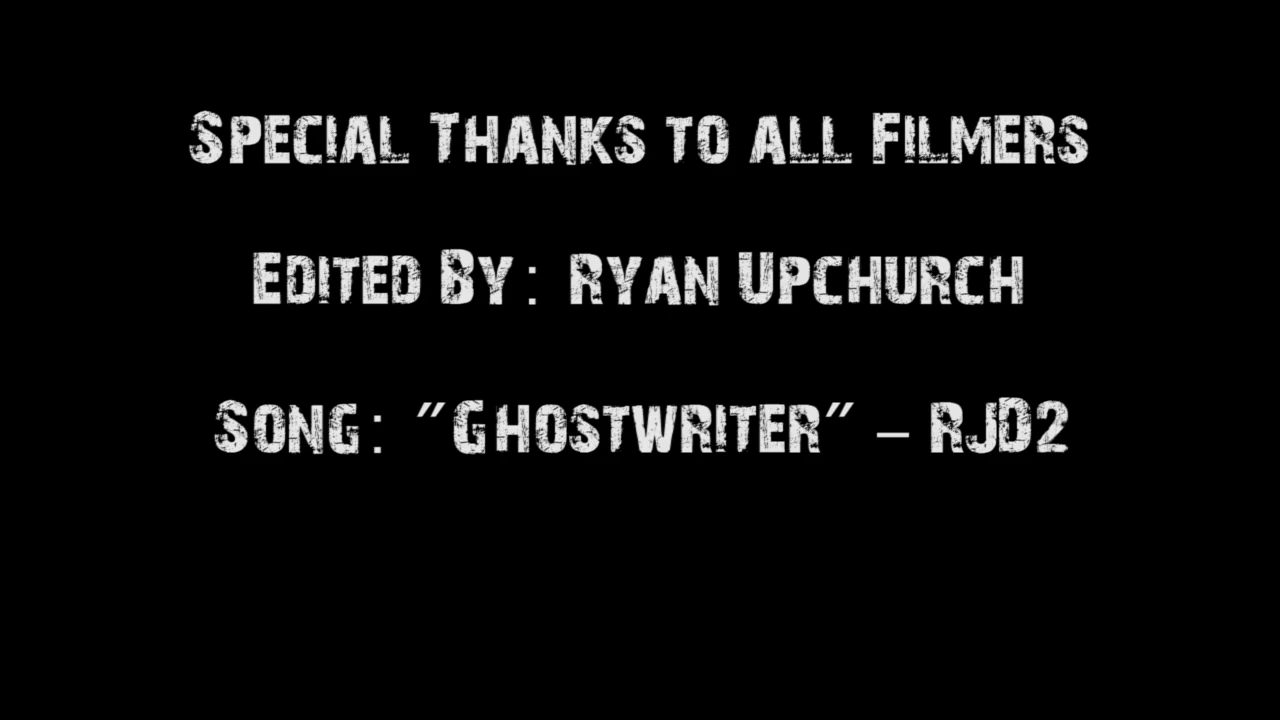 Special Thanks to all Filmers
Edited By: Ryan Upchurch
Song: "Ghostwriter" – RJD2